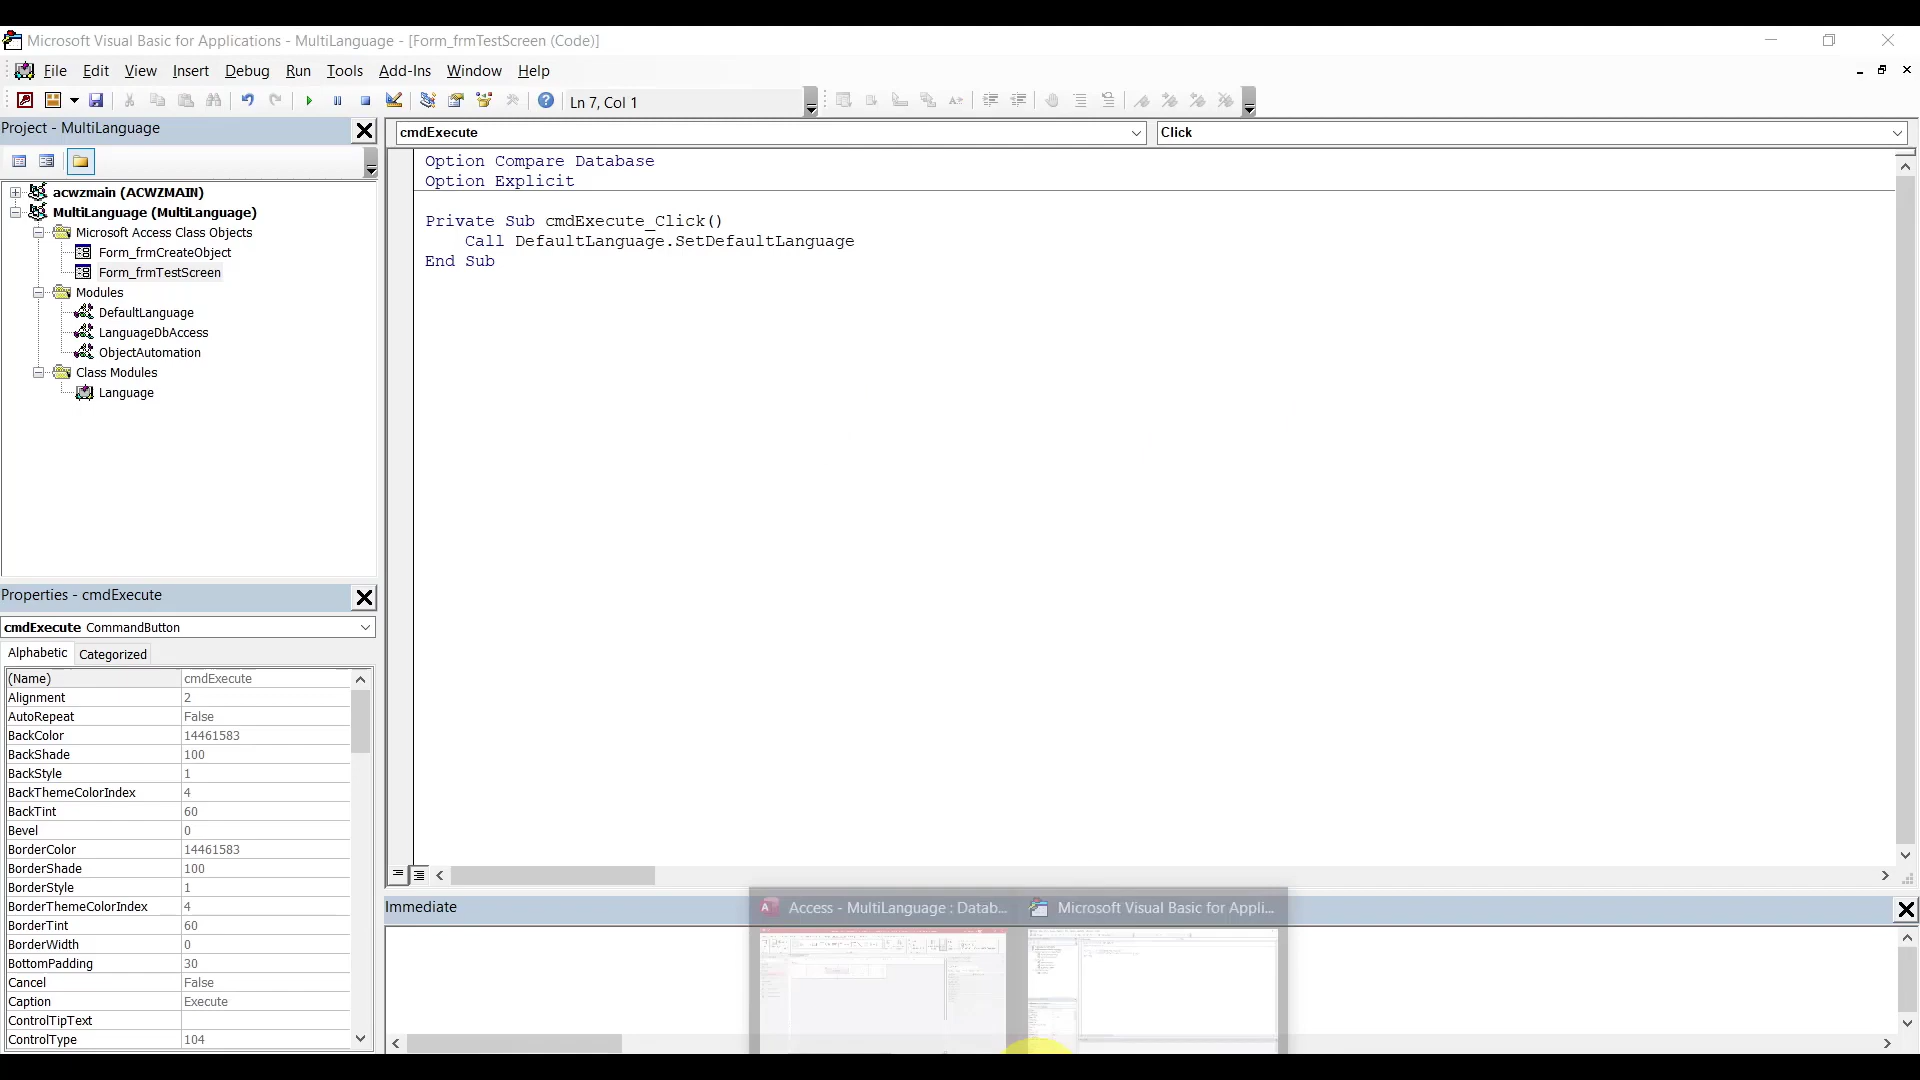 Microsoft Visual Basic for Applications - MultiLanguage - [Form_frmTestScreen (Code)]
File Edit View Insert Debug Run Tools Add-Ins Window Help
Ln 7, Col 1
Project - MultiLanguage
acwzmain (ACWZMAIN)
MultiLanguage (MultiLanguage)
Microsoft Access Class Objects
Form_frmCreateObject
Form_frmTestScreen
Modules
DefaultLanguage
LanguageDbAccess
ObjectAutomation
Class Modules
Language
cmdExecute Click
Option Compare Database
Option Explicit
Private Sub cmdExecute_Click()
Call DefaultLanguage.SetDefaultLanguage
End Sub
Properties - cmdExecute
cmdExecute CommandButton
Alphabetic Categorized
(Name) cmdExecute
Alignment 2
AutoRepeat False
BackColor 14461583
BackShade 100
BackStyle 1
BackThemeColorIndex 4
BackTint 60
Bevel 0
BorderColor 14461583
BorderShade 100
BorderStyle 1
BorderThemeColorIndex 4
BorderTint 60
BorderWidth 0
BottomPadding 30
Cancel False
Caption Execute
ControlTipText
ControlType 104
Immediate
Access - MultiLanguage : Datab...
Microsoft Visual Basic for Appli...